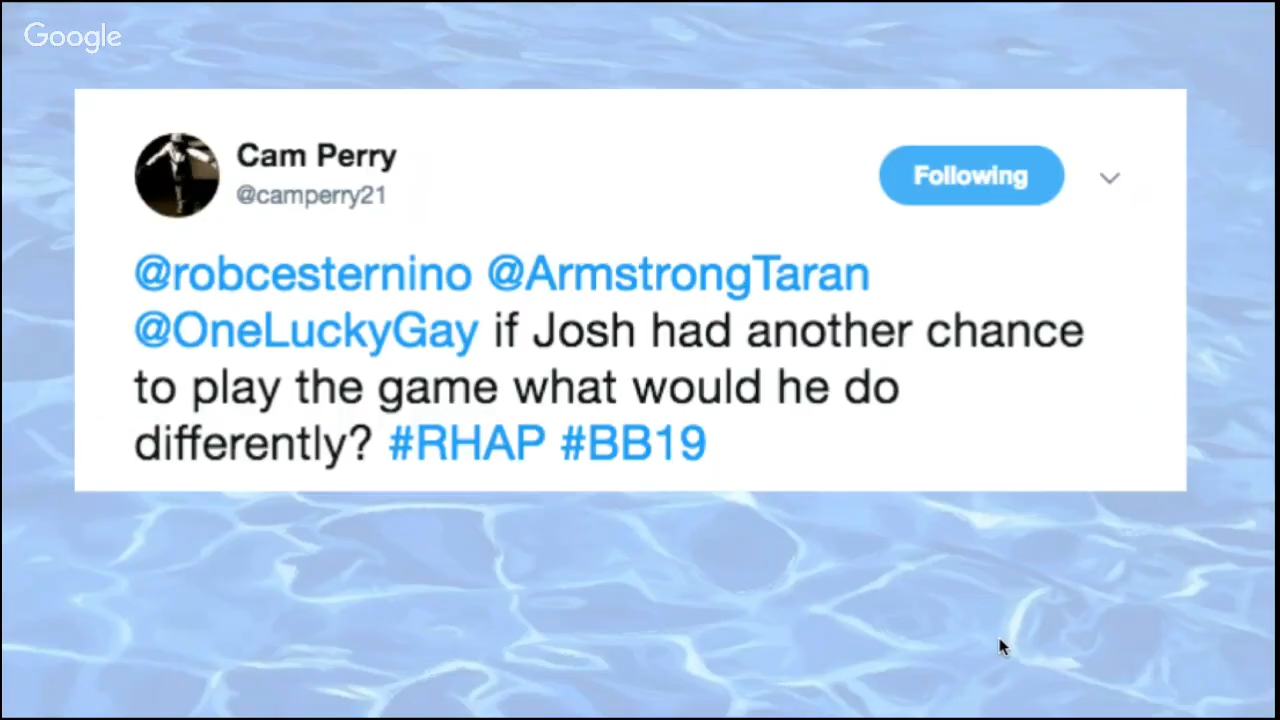 Google
Cam Perry
@camperry21
Following
@robcesternino @ArmstrongTaran
@OneLuckyGay if Josh had another chance
to play the game what would he do
differently? #RHAP #BB19